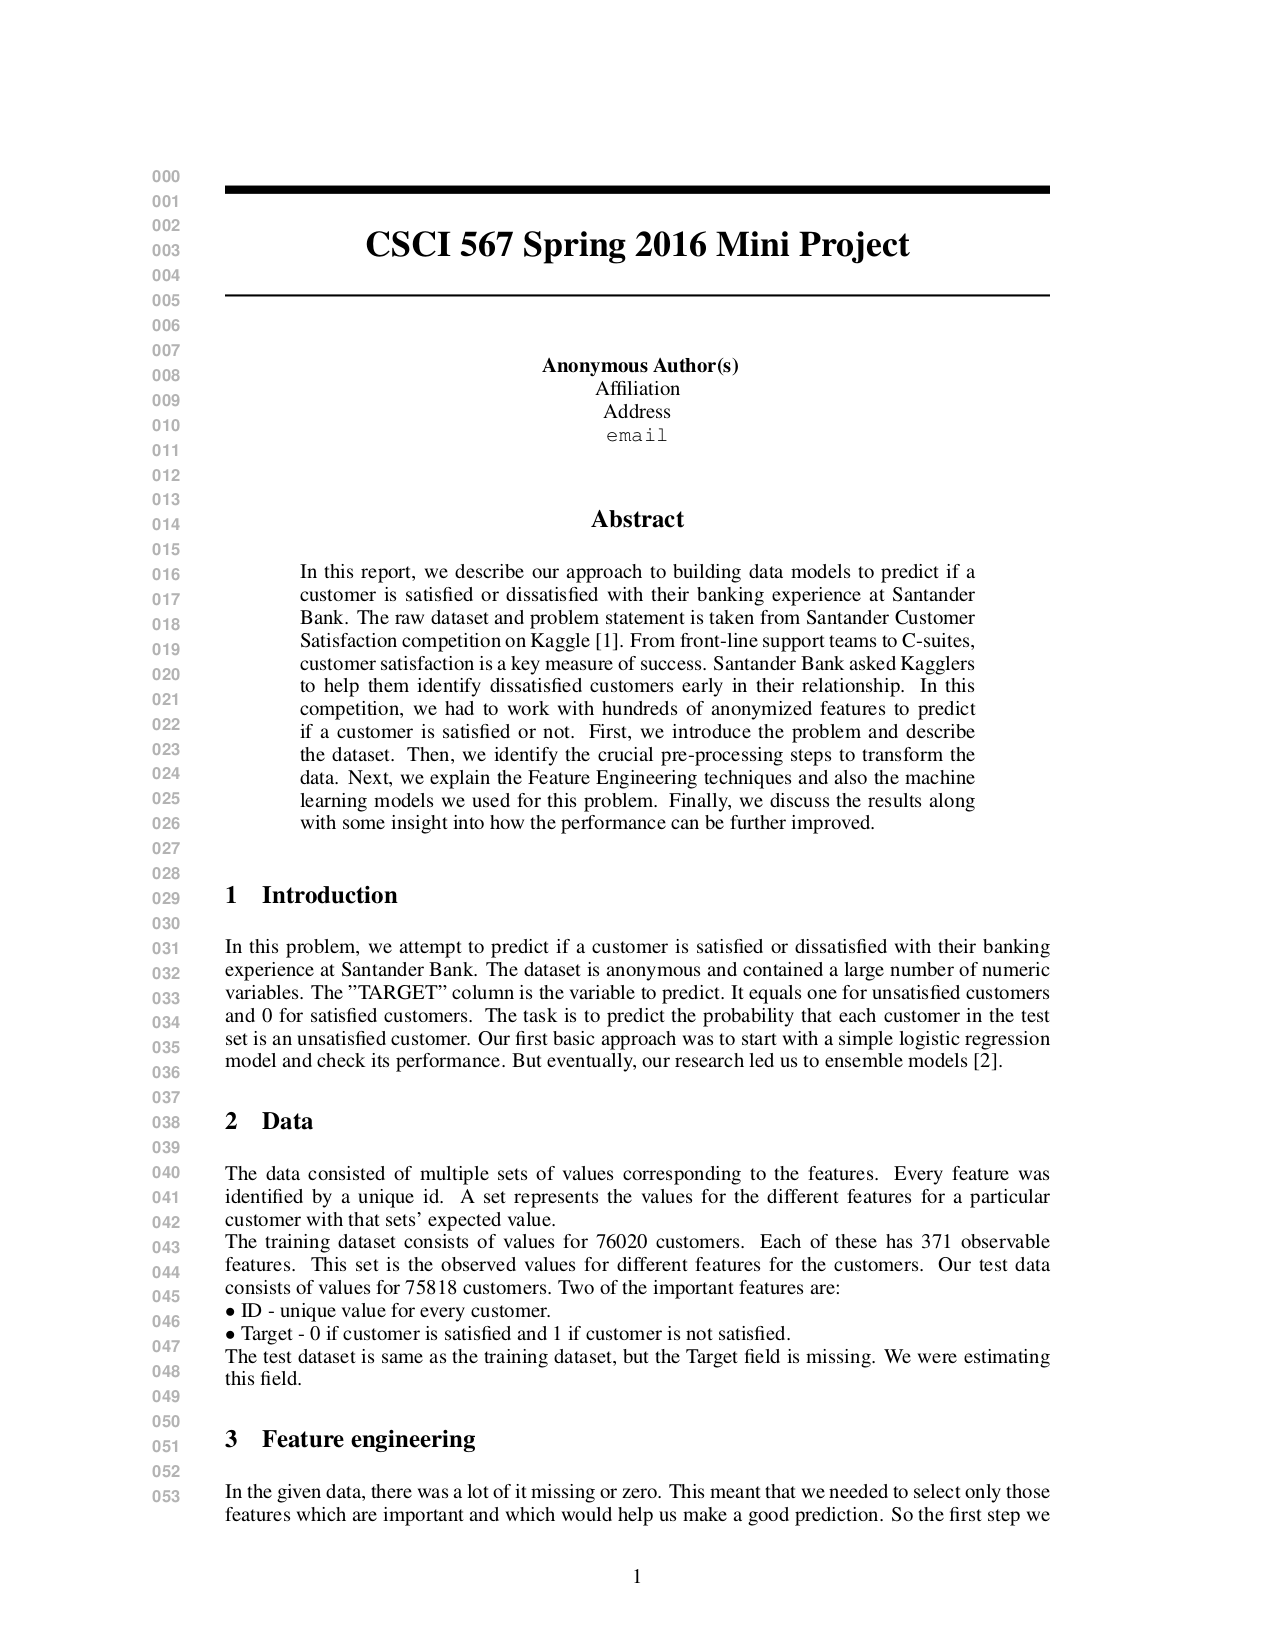 000
001
002
003
004
005
006
007
008
009
010
011
012
013
014
015
016
017
018
019
020
021
022
023
024
025
026
027
028
029
030
031
032
033
034
035
036
037
038
039
040
041
042
043
044
045
046
047
048
049
050
051
052
053
CSCI 567 Spring 2016 Mini Project
Anonymous Author(s)
Affiliation
Address
email
Abstract
In this report, we describe our approach to building data models to predict if a
customer is satisfied or dissatisfied with their banking experience at Santander
Bank. The raw dataset and problem statement is taken from Santander Customer
Satisfaction competition on Kaggle [1]. From front-line support teams to C-suites,
customer satisfaction is a key measure of success. Santander Bank asked Kagglers
to help them identify dissatisfied customers early in their relationship. In this
competition, we had to work with hundreds of anonymized features to predict
if a customer is satisfied or not. First, we introduce the problem and describe
the dataset. Then, we identify the crucial pre-processing steps to transform the
data. Next, we explain the Feature Engineering techniques and also the machine
learning models we used for this problem. Finally, we discuss the results along
with some insight into how the performance can be further improved.
1 Introduction
In this problem, we attempt to predict if a customer is satisfied or dissatisfied with their banking
experience at Santander Bank. The dataset is anonymous and contained a large number of numeric
variables. The ”TARGET” column is the variable to predict. It equals one for unsatisfied customers
and 0 for satisfied customers. The task is to predict the probability that each customer in the test
set is an unsatisfied customer. Our first basic approach was to start with a simple logistic regression
model and check its performance. But eventually, our research led us to ensemble models [2].
2 Data
The data consisted of multiple sets of values corresponding to the features. Every feature was
identified by a unique id. A set represents the values for the different features for a particular
customer with that sets’ expected value.
The training dataset consists of values for 76020 customers. Each of these has 371 observable
features. This set is the observed values for different features for the customers. Our test data
consists of values for 75818 customers. Two of the important features are:
• ID - unique value for every customer.
• Target - 0 if customer is satisfied and 1 if customer is not satisfied.
The test dataset is same as the training dataset, but the Target field is missing. We were estimating
this field.
3 Feature engineering
In the given data, there was a lot of it missing or zero. This meant that we needed to select only those
features which are important and which would help us make a good prediction. So the first step we
1